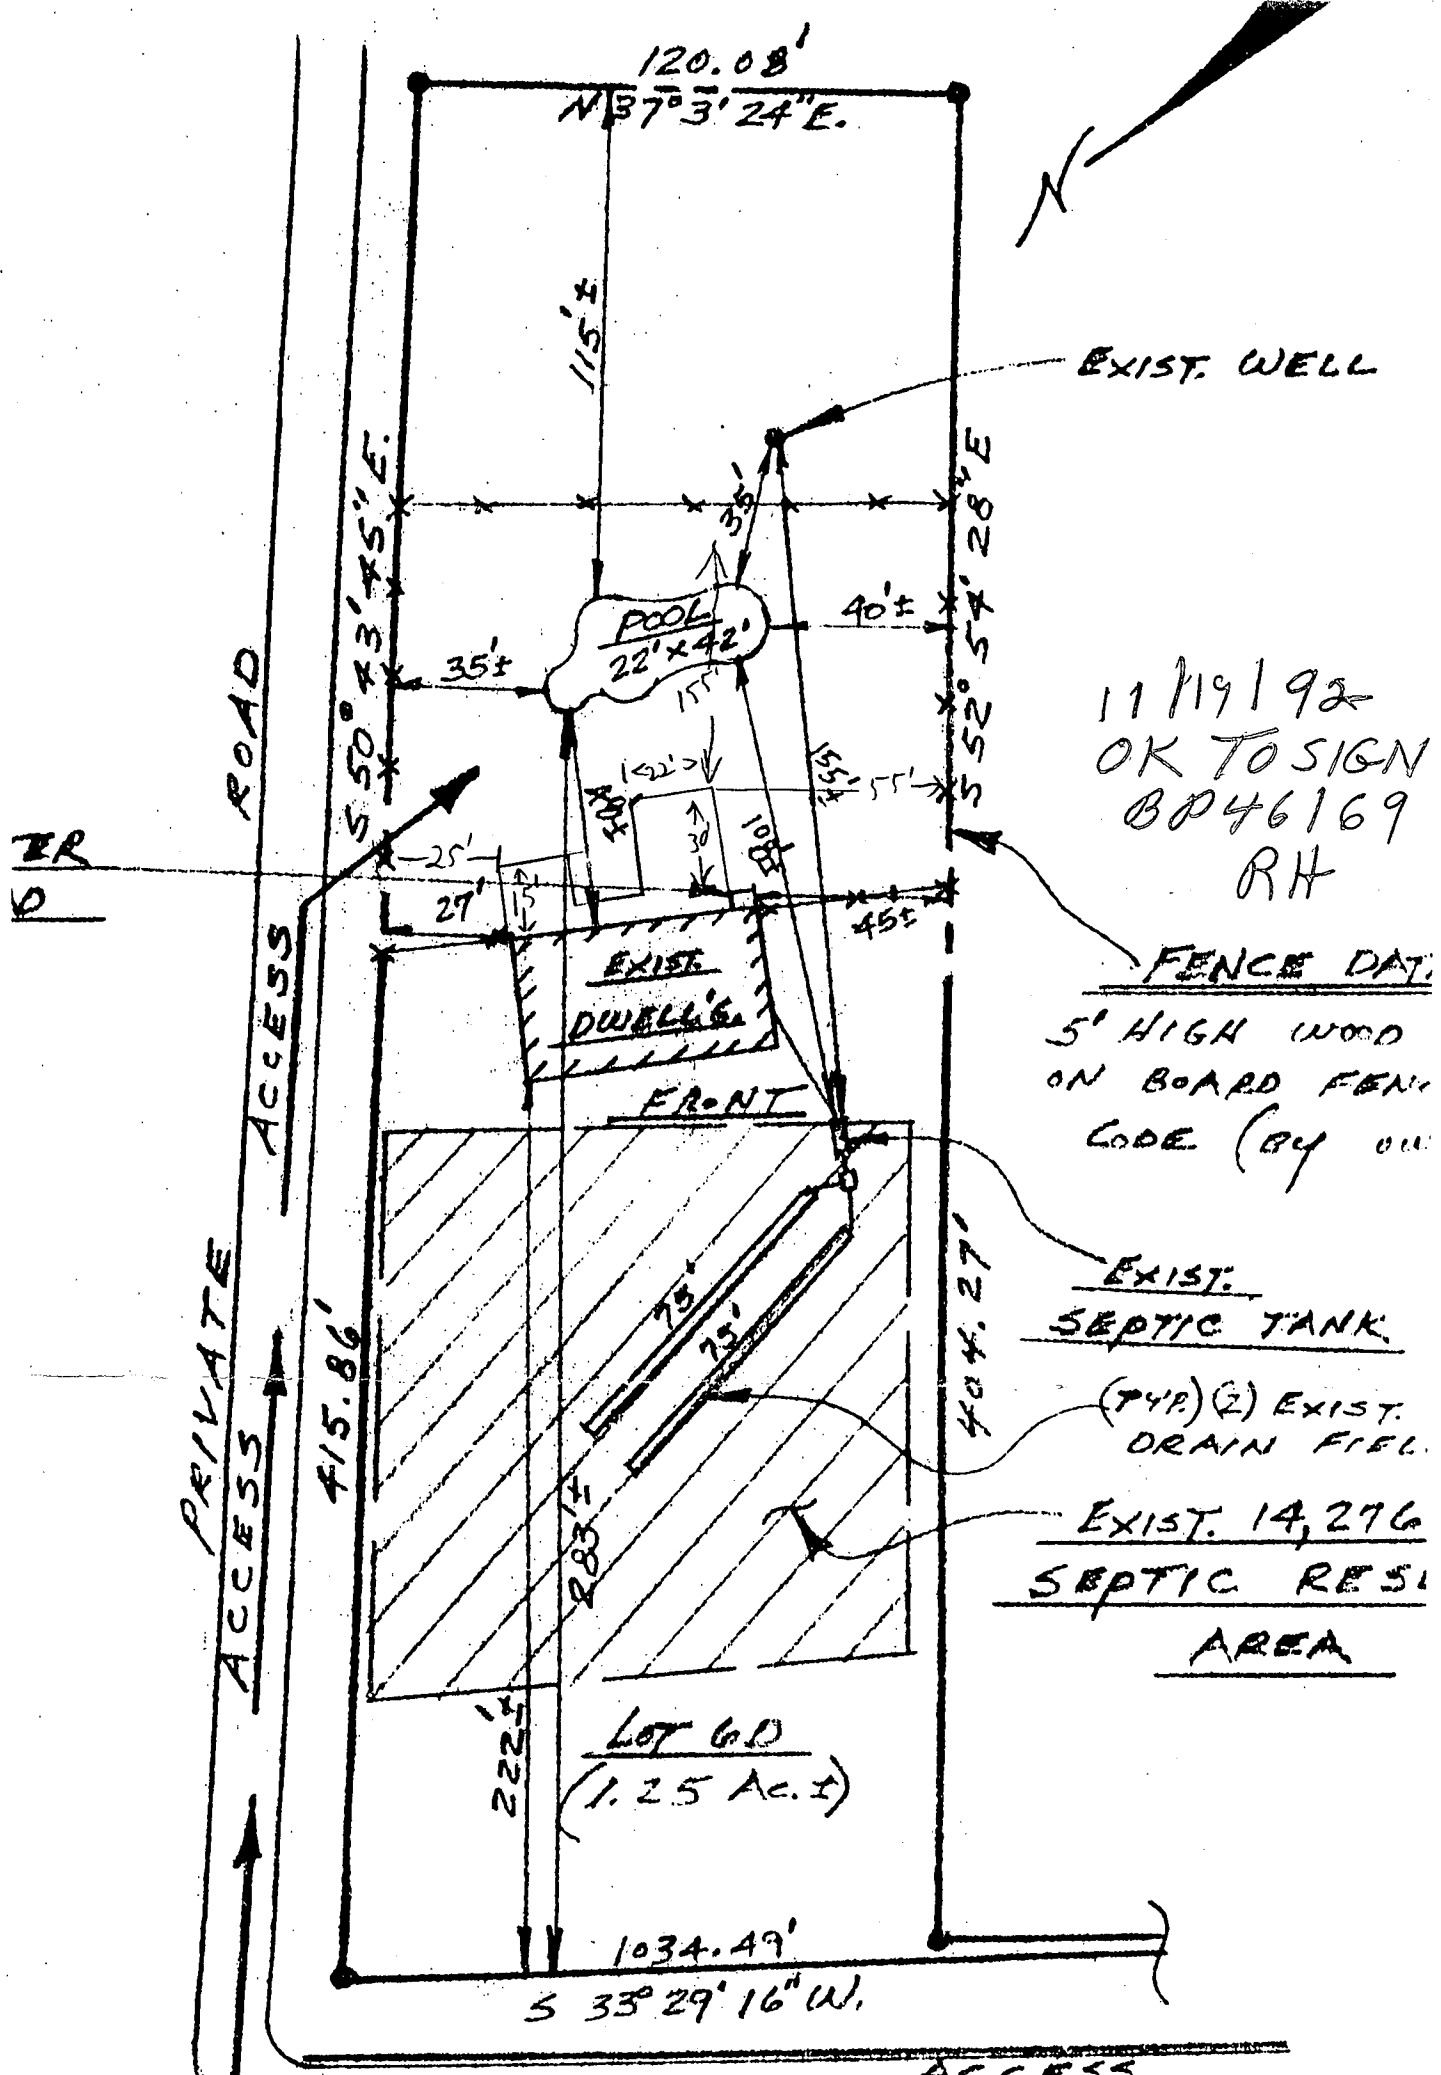 120.08'
N 37° 3' 24" E.
N
115'±
EXIST. WELL
35'
S 50° 43' 45" E.
S 52° 54' 28" E
POOL
22' x 42'
40'±
35'±
155'
11/19/92
OK TO SIGN
BP46169
RH
ROAD
22'
55'
155'±
40'±
30'
108'
25'
27'
15'
45±
EXIST.
DWELL'G.
FRONT
FENCE
5' HIGH WOOD
ON BOARD
CODE (BY
ACCESS
EXIST.
SEPTIC TANK
75'
75'
404.27'
415.86'
PRIVATE
ACCESS
(TYP.) (2) EXIST.
DRAIN
EXIST. 14,276
SEPTIC
AREA
283'±
222'±
LOT 6D
(1.25 Ac.±)
1034.49'
S 33° 29' 16" W.
ACCESS